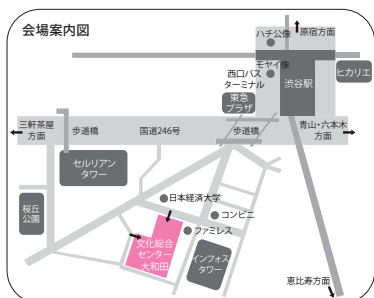 会場案内図
ハチ公像
原宿方面
モヤイ像
西口バス
ターミナル
渋谷駅
ヒカリエ
東急
プラザ
三軒茶屋
方面
歩道橋
国道246号
歩道橋
青山・六本木
方面
セルリアン
タワー
桜丘
公園
日本経済大学
コンビニ
ファミレス
文化総合
センター
大和田
インフォス
タワー
恵比寿方面